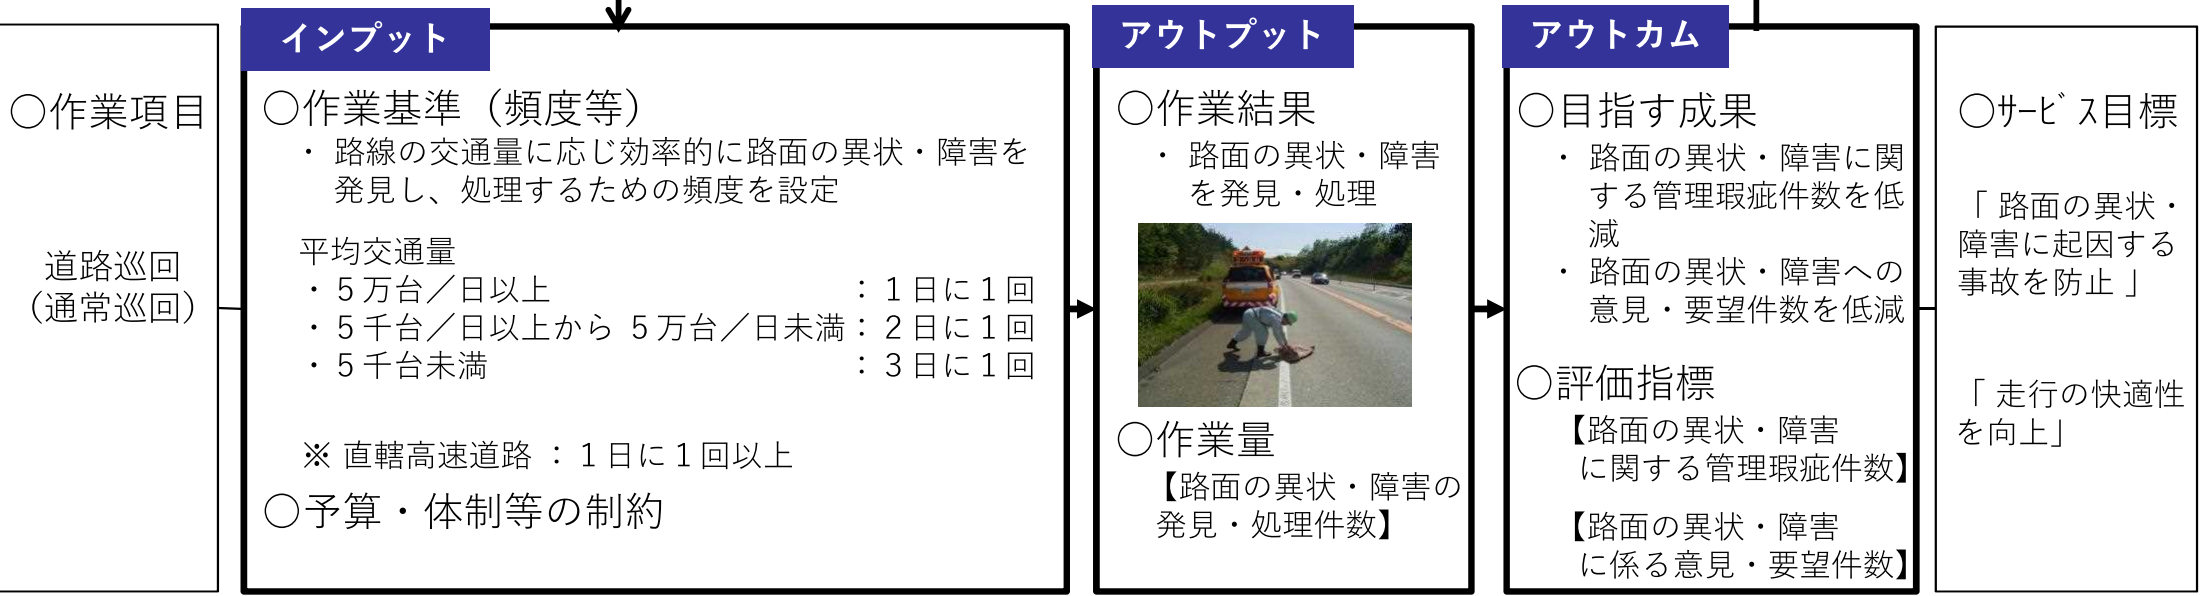 ○作業項目
道路巡回
（通常巡回）
インプット
○作業基準（頻度等）
・ 路線の交通量に応じ効率的に路面の異状・障害を
発見し、処理するための頻度を設定
平均交通量
・５万台／日以上 ：１日に１回
・５千台／日以上から ５万台／日未満：２日に１回
・５千台未満 ：３日に１回
※ 直轄高速道路 ：１日に１回以上
○予算・体制等の制約
アウトプット
○作業結果
・ 路面の異状・障害
を発見・処理
○作業量
【路面の異状・障害の
発見・処理件数】
アウトカム
○目指す成果
・ 路面の異状・障害に関
する管理瑕疵件数を低
減
・ 路面の異状・障害への
意見・要望件数を低減
○評価指標
【路面の異状・障害
に関する管理瑕疵件数】
【路面の異状・障害
に係る意見・要望件数】
○ｻｰﾋﾞｽ目標
「 路面の異状・
障害に起因する
事故を防止 」
「 走行の快適性
を向上」